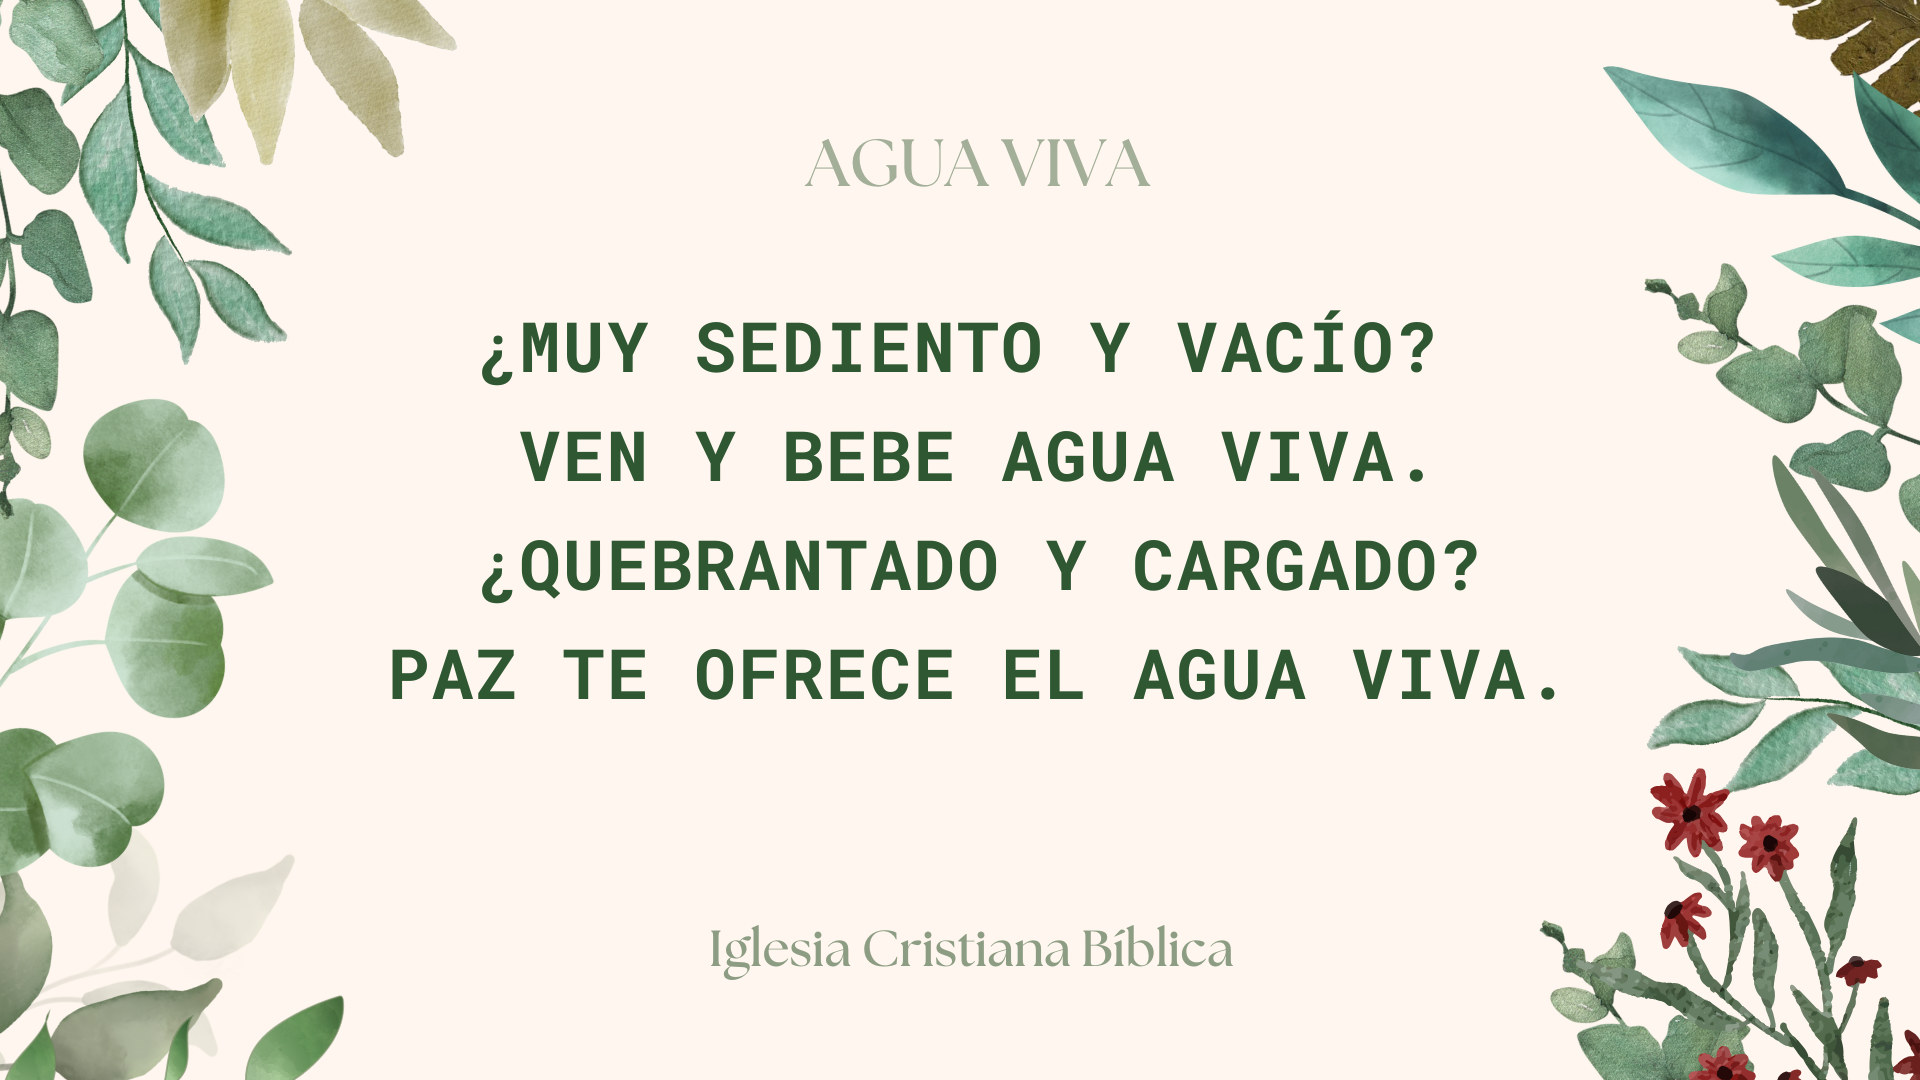 AGUA VIVA
¿MUY SEDIENTO Y VACÍO?
VEN Y BEBE AGUA VIVA.
¿QUEBRANTADO Y CARGADO?
PAZ TE OFRECE EL AGUA VIVA.
Iglesia Cristiana Bíblica